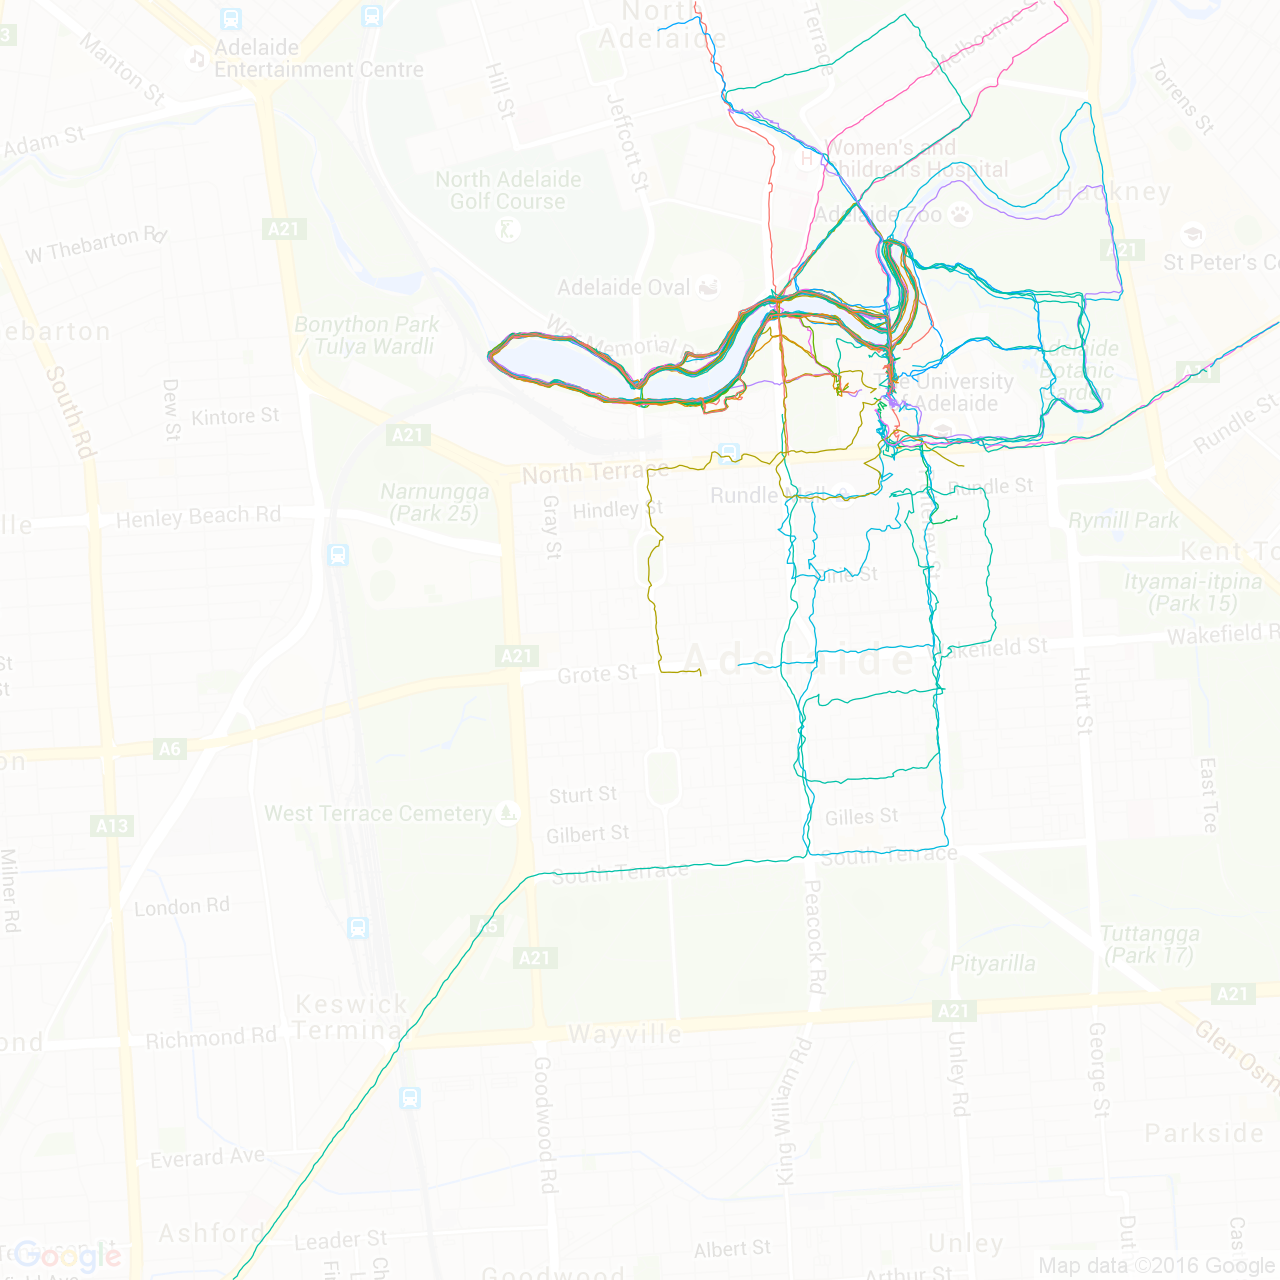 North
Adelaide
Terrace
Melbourne St
Adelaide
Entertainment Centre
Manton St
Hill St
Torrens St
Jeffcott St
Adam St
Women's and
Children's Hospital
H
North Adelaide
Golf Course
Hackney
Adelaide Zoo
A21
W Thebarton Rd
A21
St Peter's Co
Adelaide Oval
Bonython Park
/ Tulya Wardli
War Memorial D
ebarton
Adelaide
Botanic
Garden
A11
The University
of Adelaide
South Rd
Dew St
Kintore St
A21
Rundle St
North Terrace
Narnungga
(Park 25)
Gray St
Hindley St
Rundle Mall
Rundle St
Henley Beach Rd
lle
Rymill Park
Kent To
Ityamai-itpina
(Park 15)
Wakefield R
Wakefield St
A21
Adelaide
Grote St
St
St
Hutt St
A6
on
East Tce
Sturt St
West Terrace Cemetery
Gilbert St
Gilles St
A13
South Terrace
South Terrace
Milner Rd
London Rd
Peacock Rd
A5
Tuttangga
(Park 17)
A21
Pityarilla
Keswick
Terminal
A21
A21
Wayville
Richmond Rd
ond
Glen Osm
Unley Rd
George St
Goodwood Rd
King William Rd
Parkside
Everard Ave
Ashford
Leader St
Albert St
Unley
Google
Goodwood
Arthur St
Map data ©2016 Google